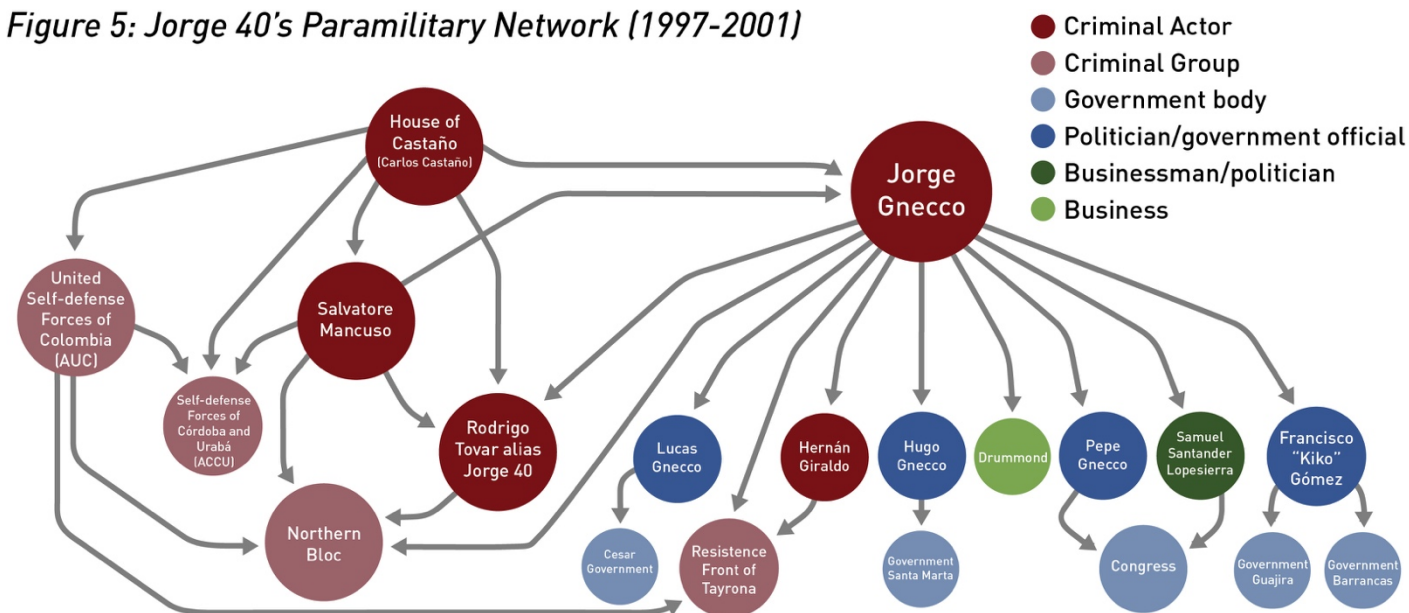 Figure 5: Jorge 40's Paramilitary Network (1997-2001)
Criminal Actor
Criminal Group
Government body
Politician/government official
Businessman/politician
Business
House of
Castaño
(Carlos Castaño)
Jorge
Gnecco
United
Self-defense
Forces of
Colombia
(AUC)
Salvatore
Mancuso
Self-defense
Forces of
Córdoba and
Urabá
(ACCU)
Rodrigo
Tovar alias
Jorge 40
Lucas
Gnecco
Hernán
Giraldo
Hugo
Gnecco
Drummond
Pepe
Gnecco
Samuel
Santander
Lopesierra
Francisco
"Kiko"
Gómez
Northern
Bloc
Cesar
Government
Resistence
Front of
Tayrona
Government
Santa Marta
Congress
Government
Guajira
Government
Barrancas